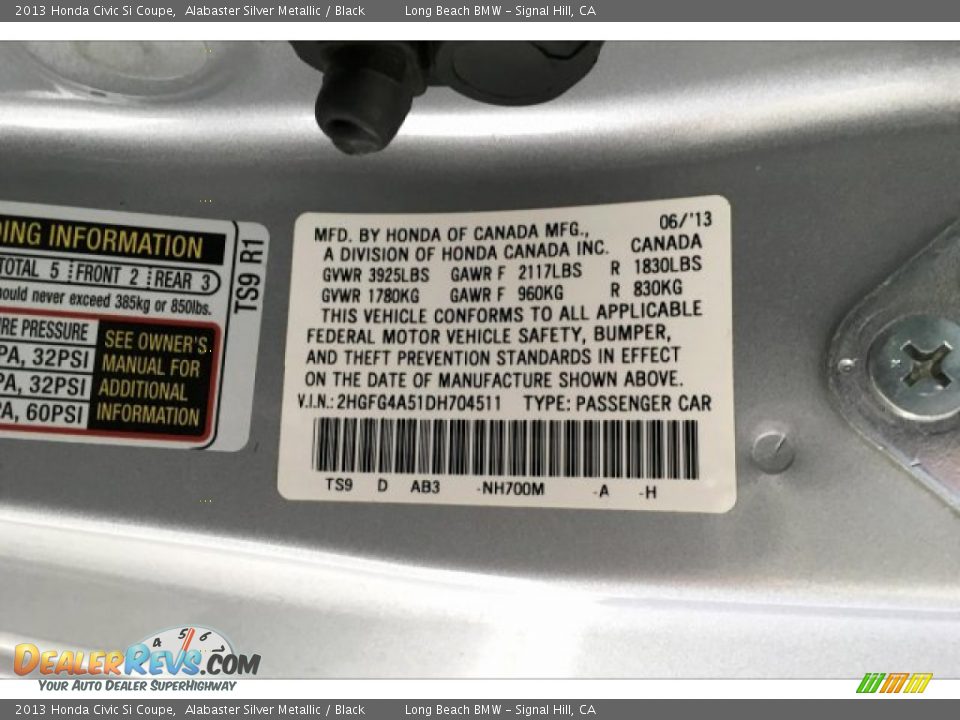 2013 Honda Civic Si Coupe, Alabaster Silver Metallic / Black Long Beach BMW - Signal Hill, CA
ING INFORMATION
TOTAL 5 FRONT 2 REAR 3
ould never exceed 385kg or 850lbs.
RE PRESSURE
PA, 32PSI
PA, 32PSI
PA, 60PSI
SEE OWNER'S
MANUAL FOR
ADDITIONAL
INFORMATION
TS9 R1
06/'13
MFD. BY HONDA OF CANADA MFG.,
A DIVISION OF HONDA CANADA INC. CANADA
GVWR 3925LBS GAWR F 2117LBS R 1830LBS
GVWR 1780KG GAWR F 960KG R 830KG
THIS VEHICLE CONFORMS TO ALL APPLICABLE
FEDERAL MOTOR VEHICLE SAFETY, BUMPER,
AND THEFT PREVENTION STANDARDS IN EFFECT
ON THE DATE OF MANUFACTURE SHOWN ABOVE.
V.I.N.: 2HGFG4A51DH704511 TYPE: PASSENGER CAR
TS9 D AB3 -NH700M -A -H
4 5 6
DEALERREVS.COM
YOUR AUTO DEALER SUPERHIGHWAY
2013 Honda Civic Si Coupe, Alabaster Silver Metallic / Black Long Beach BMW - Signal Hill, CA